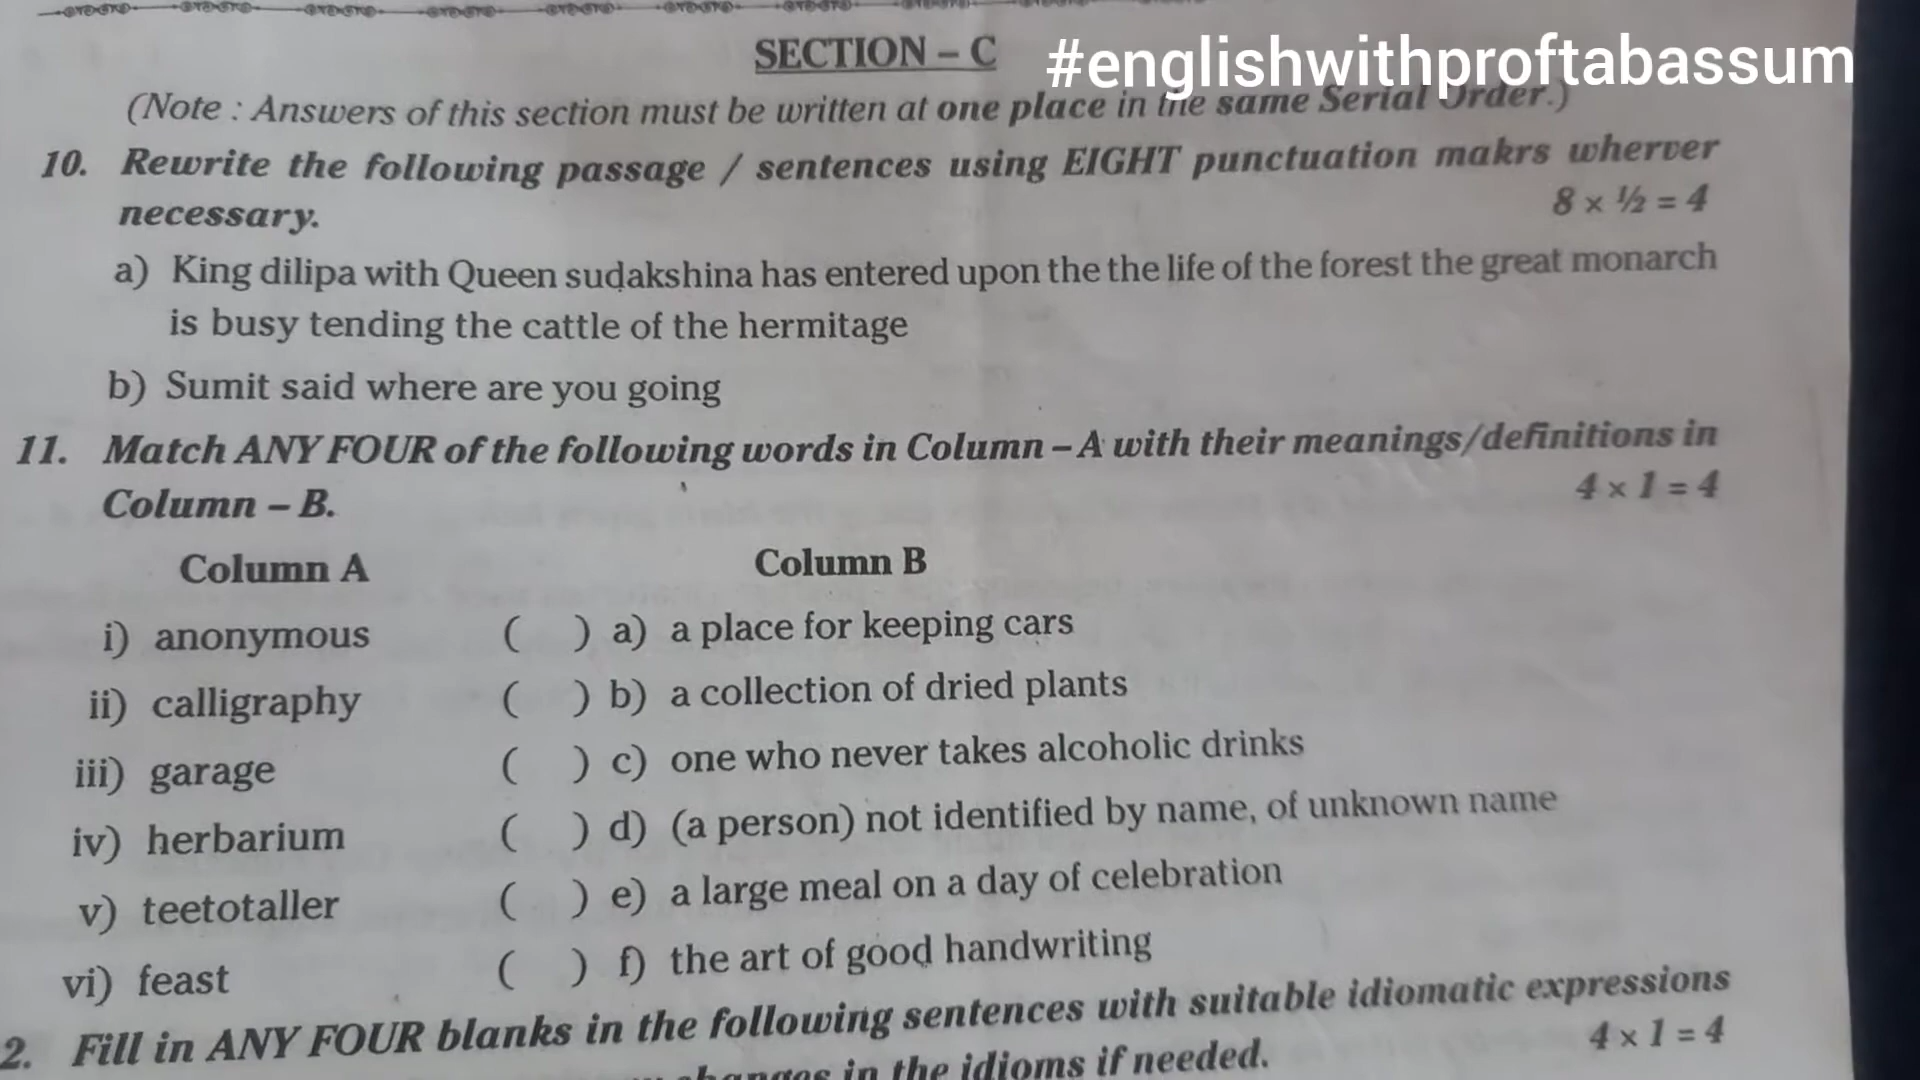 SECTION – C
#englishwithproftabassum
(Note : Answers of this section must be written at one place in the same Serial Order.)
10. Rewrite the following passage / sentences using EIGHT punctuation makrs wherver
necessary.
8 × ½ = 4
a) King dilipa with Queen sudakshina has entered upon the the life of the forest the great monarch
is busy tending the cattle of the hermitage
b) Sumit said where are you going
11. Match ANY FOUR of the following words in Column – A with their meanings/definitions in
Column – B.
4 × 1 = 4
Column A Column B
i) anonymous ( ) a) a place for keeping cars
ii) calligraphy ( ) b) a collection of dried plants
iii) garage ( ) c) one who never takes alcoholic drinks
iv) herbarium ( ) d) (a person) not identified by name, of unknown name
v) teetotaller ( ) e) a large meal on a day of celebration
vi) feast ( ) f) the art of good handwriting
2. Fill in ANY FOUR blanks in the following sentences with suitable idiomatic expressions
4 × 1 = 4
changes in the idioms if needed.